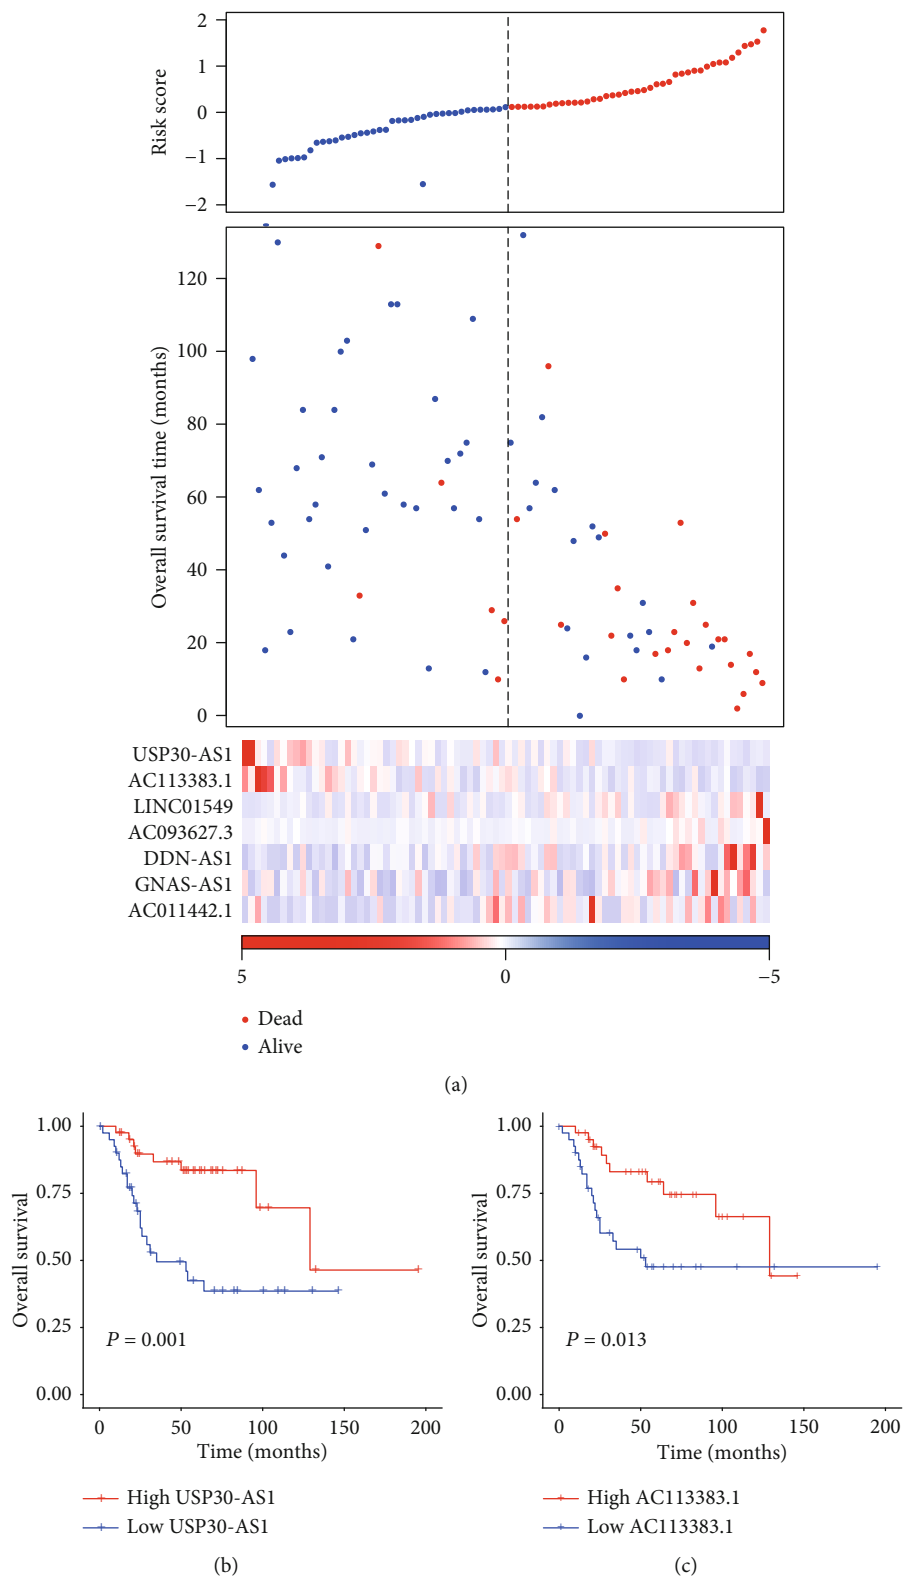 2
1
0
−1
−2
Risk score
120
100
80
60
40
20
0
Overall survival time (months)
USP30-AS1
AC113383.1
LINC01549
AC093627.3
DDN-AS1
GNAS-AS1
AC011442.1
5 0 −5
Dead
Alive
(a)
1.00
0.75
0.50
0.25
0.00
Overall survival
P = 0.001
0 50 100 150 200
Time (months)
High USP30-AS1
Low USP30-AS1
(b)
1.00
0.75
0.50
0.25
0.00
Overall survival
P = 0.013
0 50 100 150 200
Time (months)
High AC113383.1
Low AC113383.1
(c)